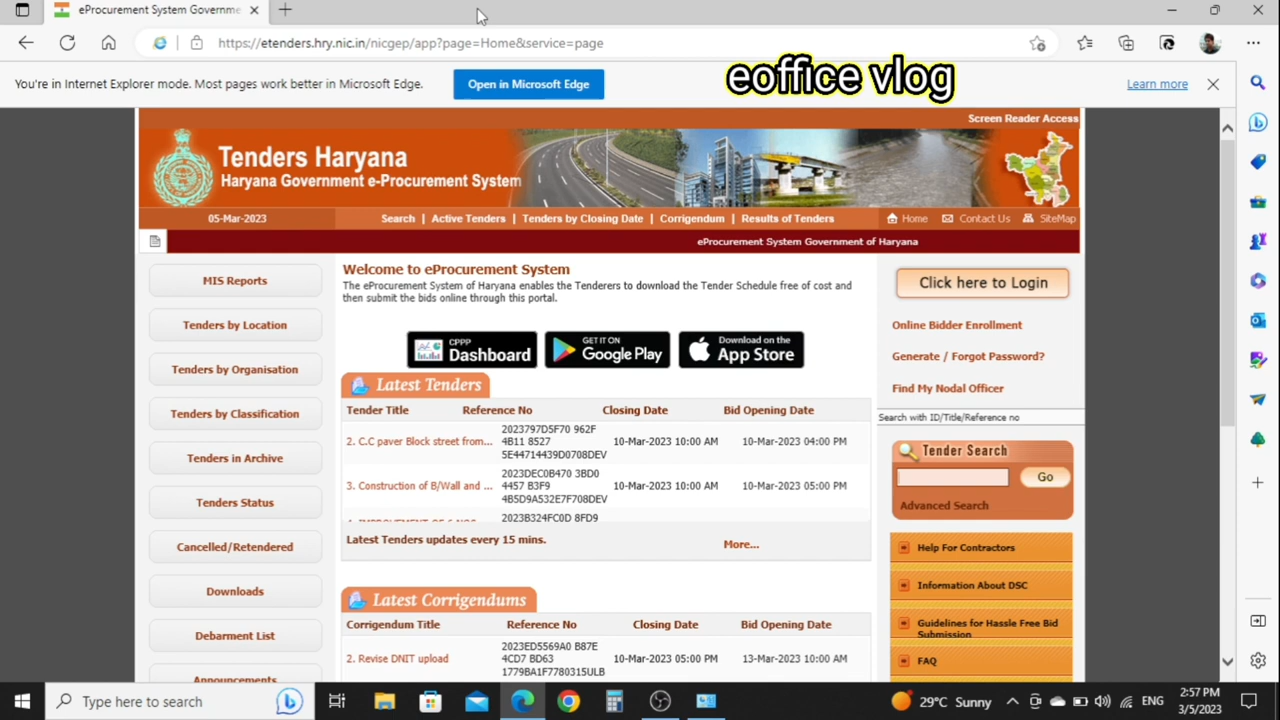 eProcurement System Governme
https://etenders.hry.nic.in/nicgep/app?page=Home&service=page
You're in Internet Explorer mode. Most pages work better in Microsoft Edge.
Open in Microsoft Edge
eoffice vlog
Learn more
Screen Reader Access
Tenders Haryana
Haryana Government e-Procurement System
05-Mar-2023
Search | Active Tenders | Tenders by Closing Date | Corrigendum | Results of Tenders
Home
Contact Us
SiteMap
eProcurement System Government of Haryana
MIS Reports
Tenders by Location
Tenders by Organisation
Tenders by Classification
Tenders in Archive
Tenders Status
Cancelled/Retendered
Downloads
Debarment List
Announcements
Welcome to eProcurement System
The eProcurement System of Haryana enables the Tenderers to download the Tender Schedule free of cost and
then submit the bids online through this portal.
CPPP
Dashboard
GET IT ON
Google Play
Download on the
App Store
Latest Tenders
Tender Title Reference No Closing Date Bid Opening Date
2. C.C paver Block street from...
2023797D5F70 962F
4B11 8527
5E44714439D0708DEV
10-Mar-2023 10:00 AM
10-Mar-2023 04:00 PM
3. Construction of B/Wall and ...
2023DEC0B470 3BD0
4457 B3F9
4B5D9A532E7F708DEV
10-Mar-2023 10:00 AM
10-Mar-2023 05:00 PM
2023B324FC0D 8FD9
Latest Tenders updates every 15 mins.
More...
Latest Corrigendums
Corrigendum Title Reference No Closing Date Bid Opening Date
2. Revise DNIT upload
2023ED5569A0 B87E
4CD7 BD63
1779BA1F7780315ULB
10-Mar-2023 05:00 PM
13-Mar-2023 10:00 AM
Click here to Login
Online Bidder Enrollment
Generate / Forgot Password?
Find My Nodal Officer
Search with ID/Title/Reference no
Tender Search
Go
Advanced Search
Help For Contractors
Information About DSC
Guidelines for Hassle Free Bid
Submission
FAQ
Type here to search
29°C Sunny
ENG
2:57 PM
3/5/2023